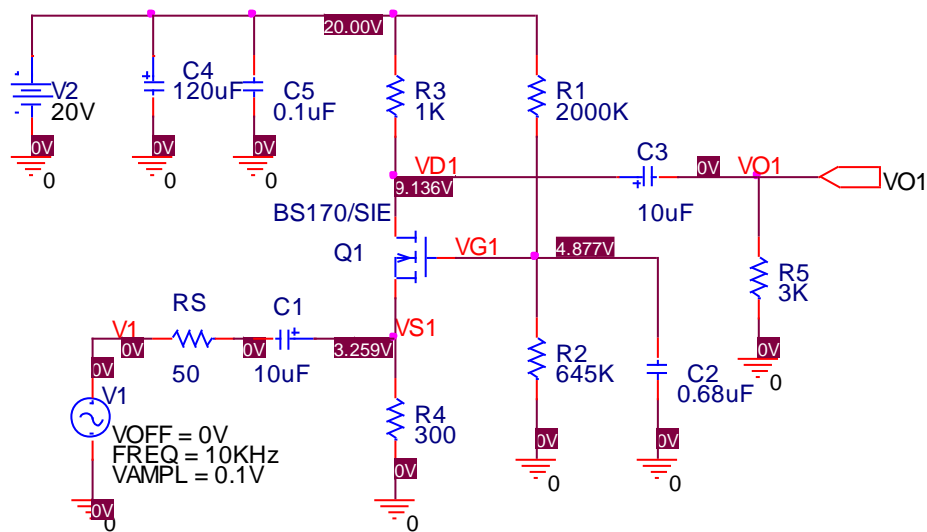 20.00V
V2
20V
C4
120uF
C5
0.1uF
R3
1K
R1
2000K
0V
0
0V
0
0V
0
VD1
9.136V
C3
10uF
0V
VO1
VO1
BS170/SIE
Q1
VG1
4.877V
R5
3K
0V
0
V1
0V
RS
50
0V
C1
10uF
3.259V
VS1
R2
645K
C2
0.68uF
0V
V1
VOFF = 0V
FREQ = 10KHz
VAMPL = 0.1V
R4
300
0V
0
0V
0
0V
0
0V
0